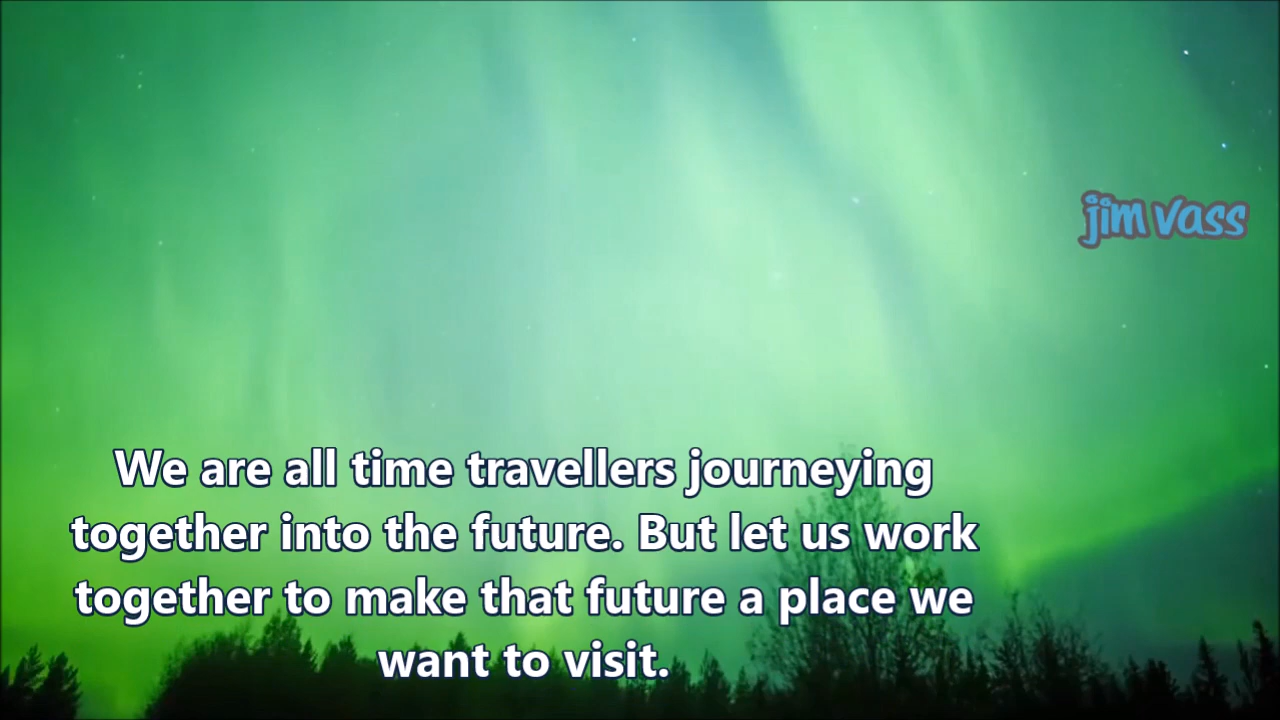 jim vass
We are all time travellers journeying
together into the future. But let us work
together to make that future a place we
want to visit.